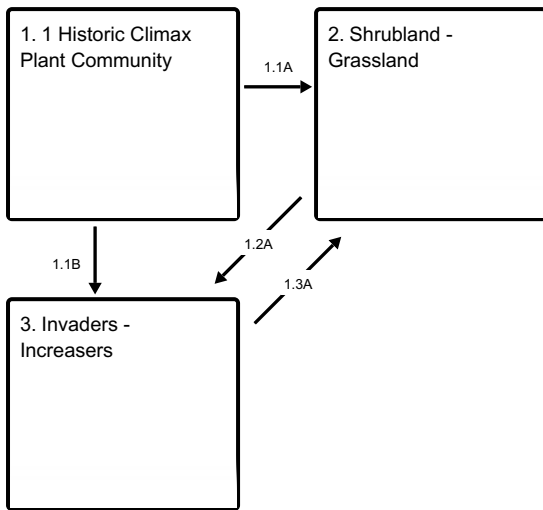 1. 1 Historic Climax
Plant Community
1.1A
2. Shrubland -
Grassland
1.1B
1.2A
1.3A
3. Invaders -
Increasers